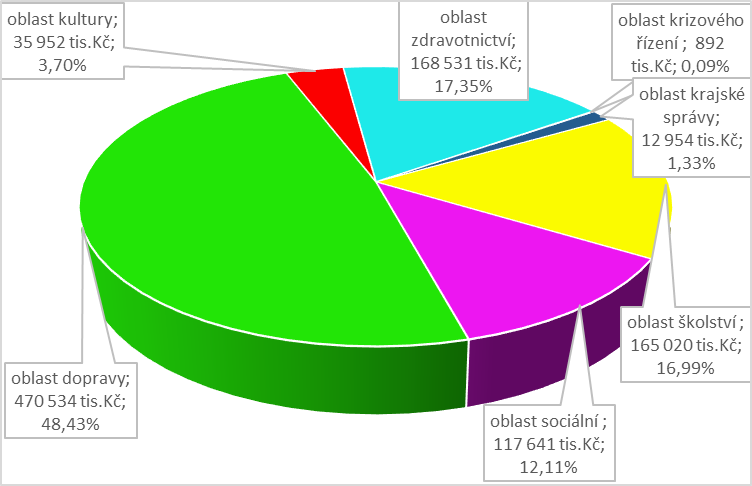 oblast kultury;
35 952 tis.Kč;
3,70%
oblast
zdravotnictví;
168 531 tis.Kč;
17,35%
oblast krizového
řízení ;  892
tis.Kč; 0,09%
oblast krajské
správy;
12 954 tis.Kč;
1,33%
oblast školství ;
165 020 tis.Kč;
16,99%
oblast sociální ;
117 641 tis.Kč;
12,11%
oblast dopravy;
470 534 tis.Kč;
48,43%